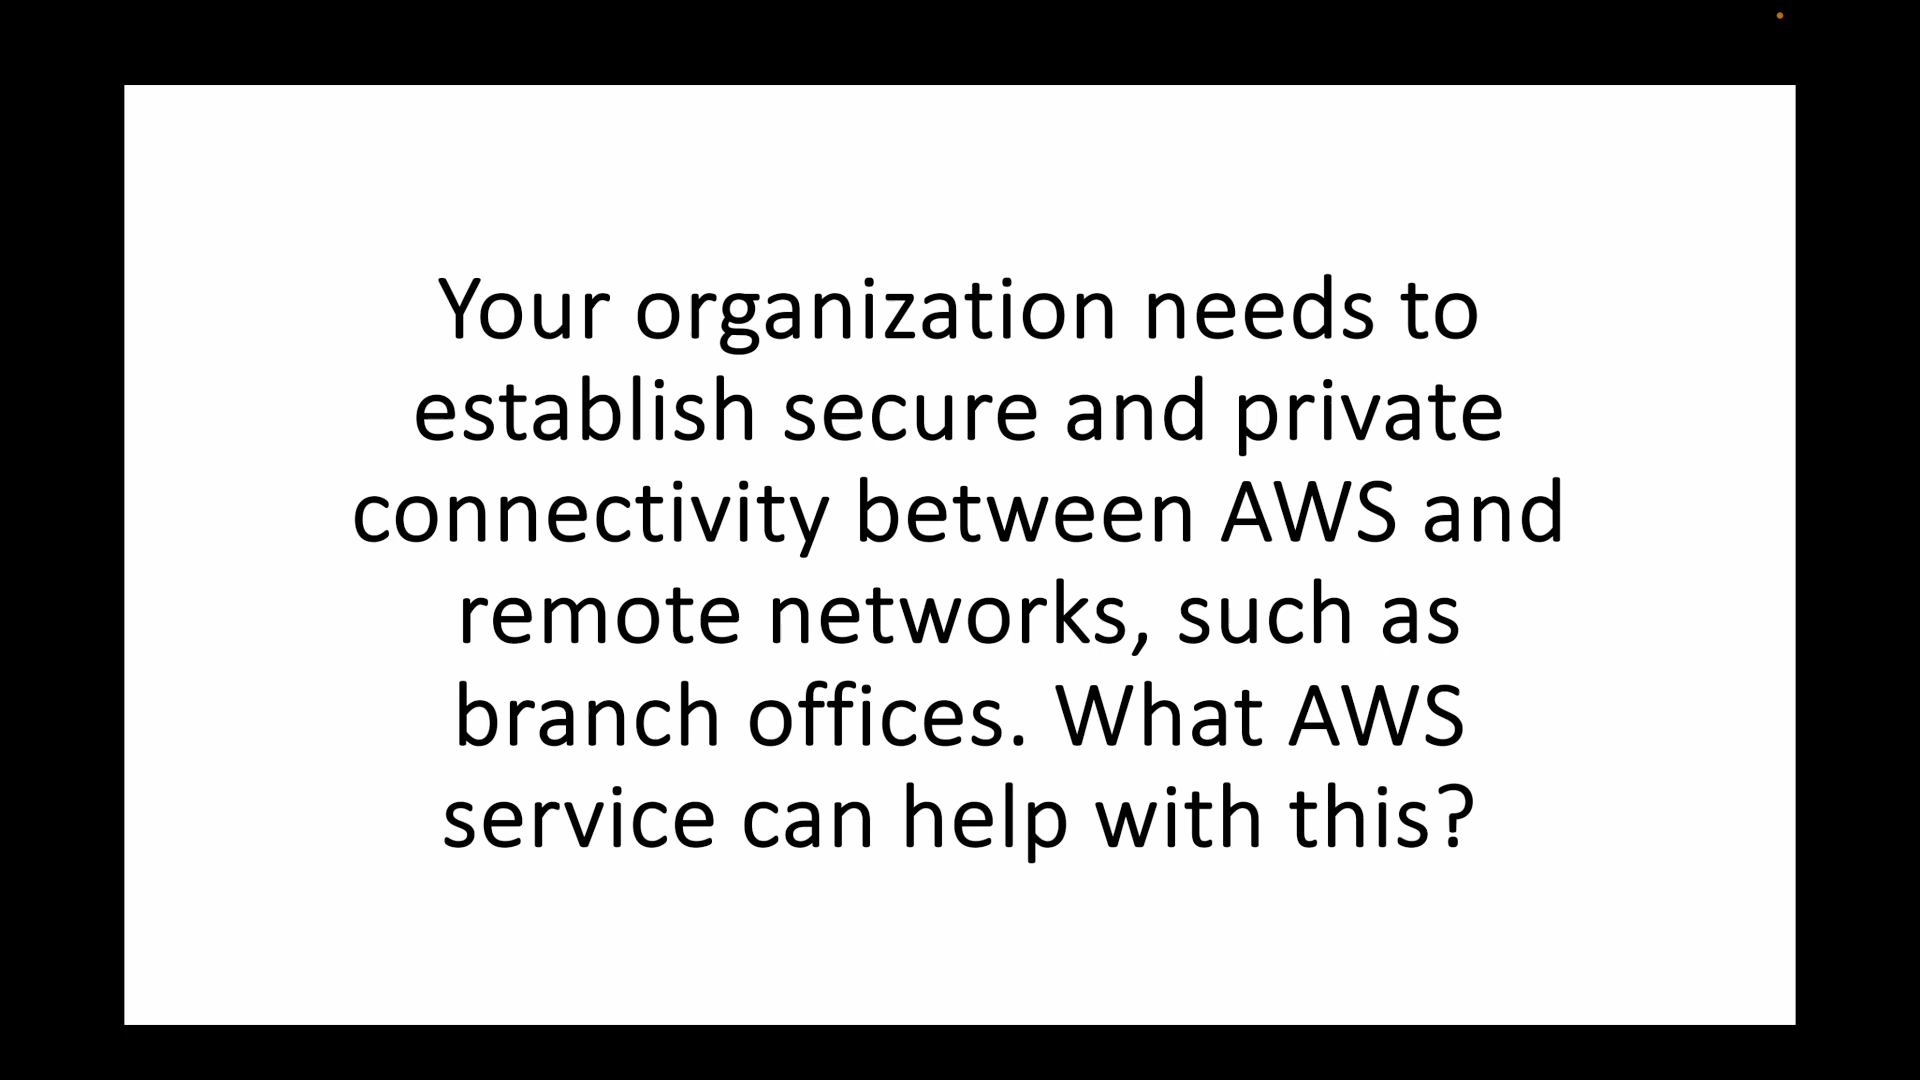 Your organization needs to
establish secure and private
connectivity between AWS and
remote networks, such as
branch offices. What AWS
service can help with this?